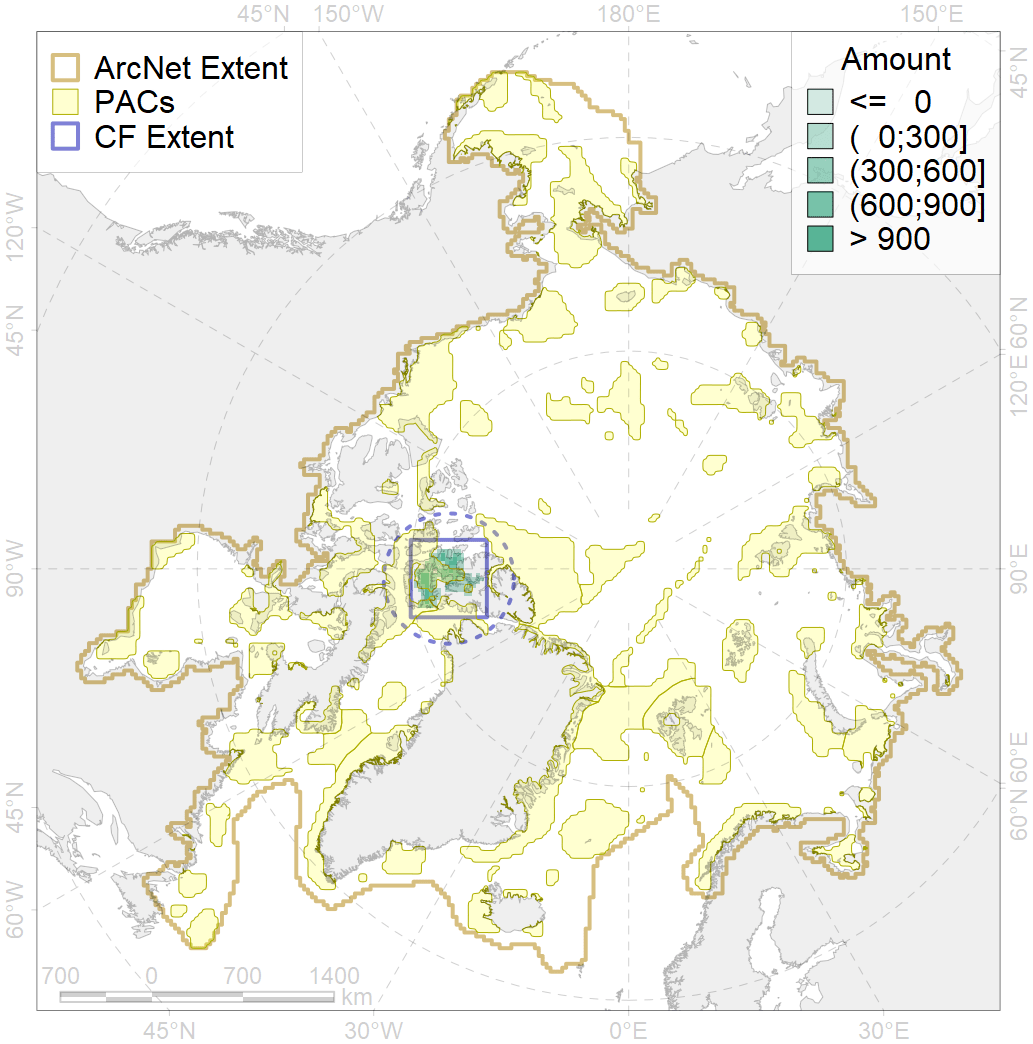 45°N 150°W 180°E 150°E
ArcNet Extent
PACs
CF Extent
Amount
<= 0
( 0;300]
(300;600]
(600;900]
> 900
45°N
120°W
60°N
45°N
120°E
90°W
90°E
60°E
45°N
60°N
60°W
700 0 700 1400
km
45°N 30°W 0°E 30°E